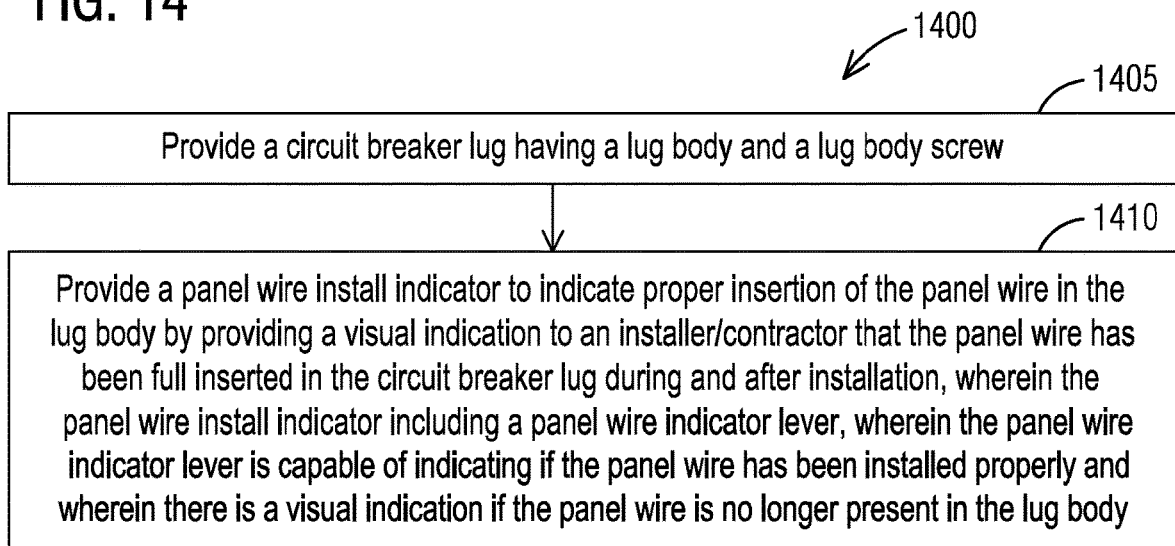 FIG. 14
1400
1405
Provide a circuit breaker lug having a lug body and a lug body screw
1410
Provide a panel wire install indicator to indicate proper insertion of the panel wire in the
lug body by providing a visual indication to an installer/contractor that the panel wire has
been full inserted in the circuit breaker lug during and after installation, wherein the
panel wire install indicator including a panel wire indicator lever, wherein the panel wire
indicator lever is capable of indicating if the panel wire has been installed properly and
wherein there is a visual indication if the panel wire is no longer present in the lug body